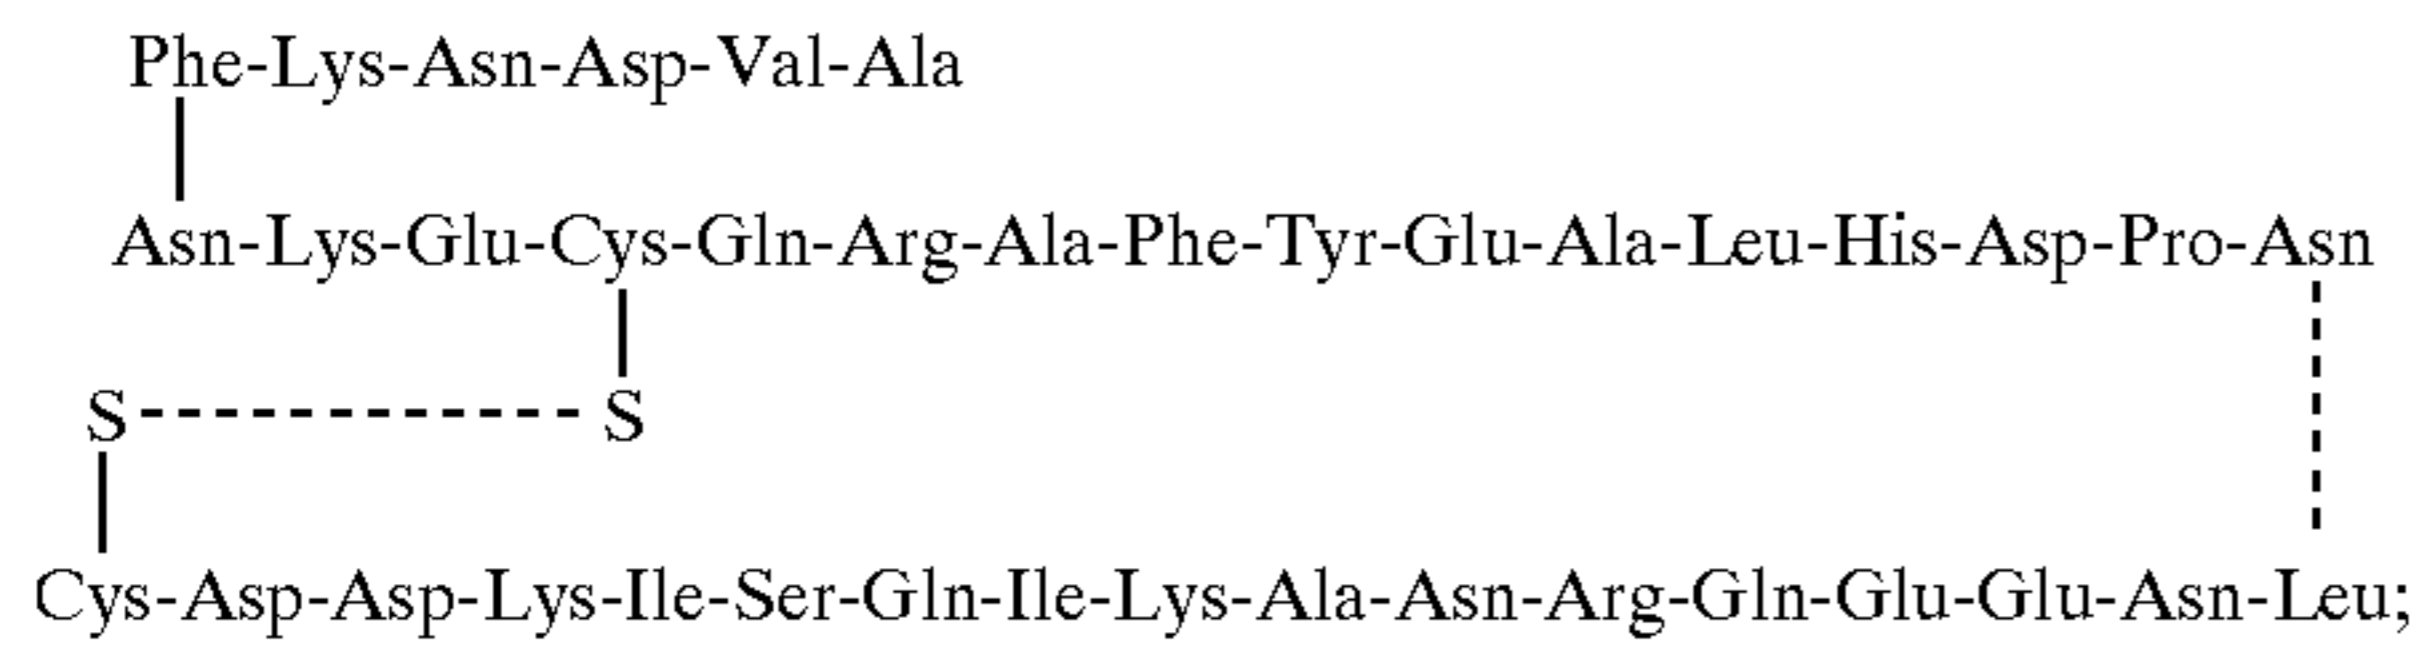 Phe-Lys-Asn-Asp-Val-Ala
Asn-Lys-Glu-Cys-Gln-Arg-Ala-Phe-Tyr-Glu-Ala-Leu-His-Asp-Pro-Asn
S S
Cys-Asp-Asp-Lys-Ile-Ser-Gln-Ile-Lys-Ala-Asn-Arg-Gln-Glu-Glu-Asn-Leu;